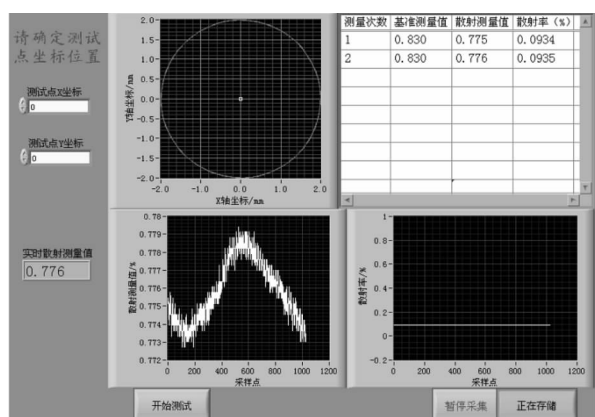 请确定测试
点坐标位置
测试点X坐标
0
测试点Y坐标
0
实时散射测量值
0.776
2.0
1.5
1.0
0.5
0.0
-0.5
-1.0
-1.5
-2.0
Y轴坐标/mm
-2.0 -1.0 0.0 1.0 2.0
X轴坐标/mm
测量次数 基准测量值 散射测量值 散射率（%）
1 0.830 0.775 0.0934
2 0.830 0.776 0.0935
0.78
0.779
0.778
0.777
0.776
0.775
0.774
0.773
0.772
散射测量值/%
0 200 400 600 800 1000 1200
采样点
1
0.8
0.6
0.4
0.2
0
-0.2
散射率/%
0 200 400 600 800 1000 1200
采样点
开始测试
暂停采集
正在存储